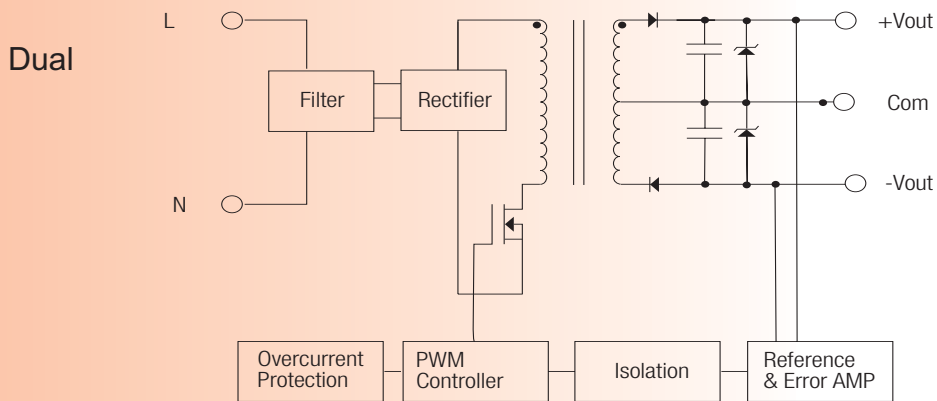 Dual
L
N
Filter
Rectifier
+Vout
Com
-Vout
Overcurrent
Protection
PWM
Controller
Isolation
Reference
& Error AMP